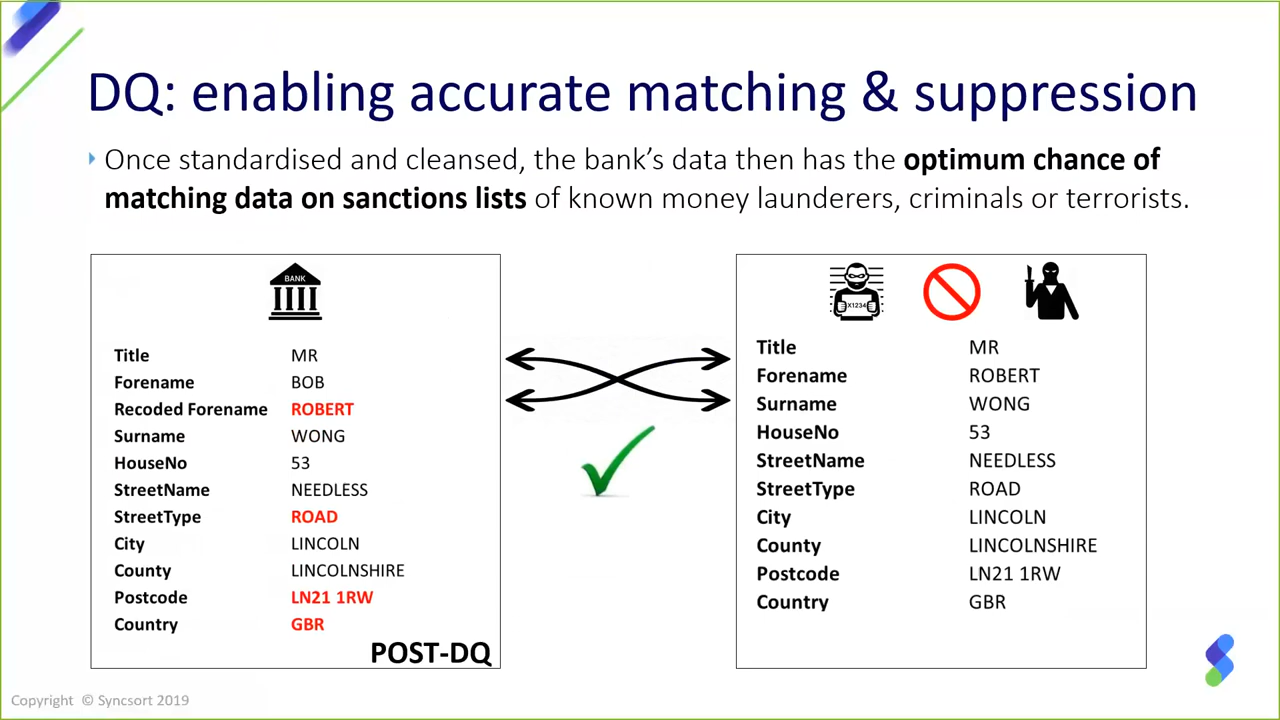 DQ: enabling accurate matching & suppression
Once standardised and cleansed, the bank’s data then has the optimum chance of
matching data on sanctions lists of known money launderers, criminals or terrorists.
BANK
Title MR
Forename BOB
Recoded Forename ROBERT
Surname WONG
HouseNo 53
StreetName NEEDLESS
StreetType ROAD
City LINCOLN
County LINCOLNSHIRE
Postcode LN21 1RW
Country GBR
POST-DQ
X1234
Title MR
Forename ROBERT
Surname WONG
HouseNo 53
StreetName NEEDLESS
StreetType ROAD
City LINCOLN
County LINCOLNSHIRE
Postcode LN21 1RW
Country GBR
Copyright © Syncsort 2019